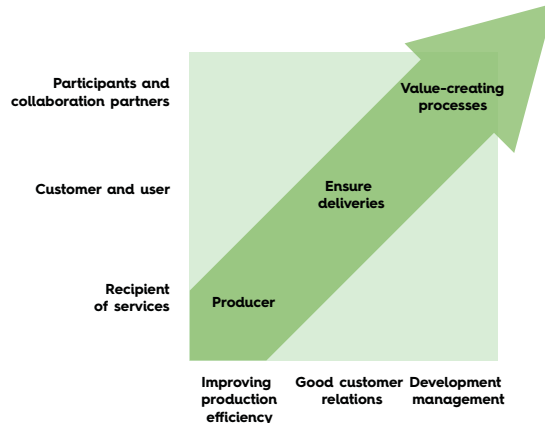 Participants and
collaboration partners
Value-creating
processes
Customer and user
Ensure
deliveries
Recipient
of services
Producer
Improving
production
efficiency
Good customer
relations
Development
management